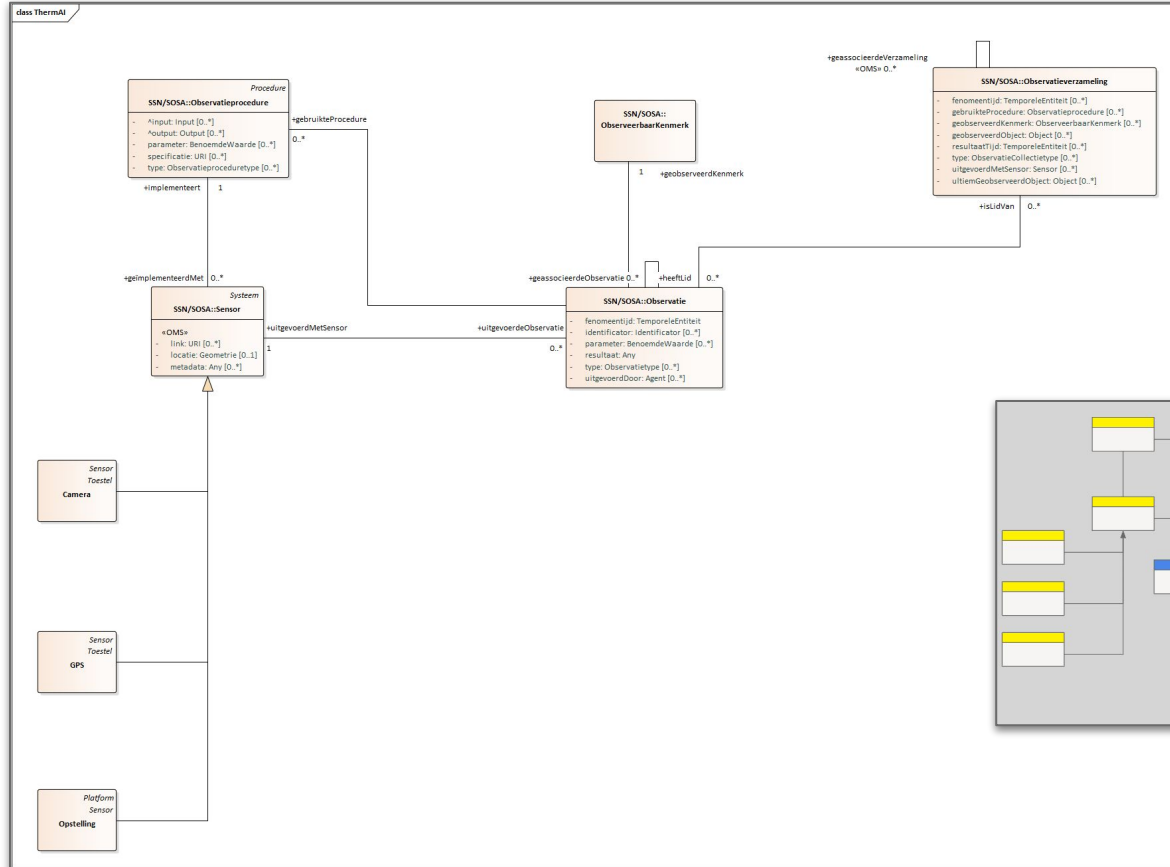 class ThermAI
Procedure
SSN/SOSA::Observatieprocedure
- ^input: Input [0..*]
- ^output: Output [0..*]
- parameter: BenoemdeWaarde [0..*]
- specificatie: URI [0..*]
- type: Observatieproceduretype [0..*]
+gebruikteProcedure
0..*
+implementeert 1
SSN/SOSA::
ObserveerbaarKenmerk
1 +geobserveerdKenmerk
+geassocieerdeVerzameling
«OMS» 0..*
SSN/SOSA::Observatieverzameling
- fenomeentijd: TemporeleEntiteit [0..*]
- gebruikteProcedure: Observatieprocedure [0..*]
- geobserveerdKenmerk: ObserveerbaarKenmerk [0..*]
- geobserveerdObject: Object [0..*]
- resultaatTijd: TemporeleEntiteit [0..*]
- type: ObservatieCollectietype [0..*]
- uitgevoerdMetSensor: Sensor [0..*]
- ultiemGeobserveerdObject: Object [0..*]
+isLidVan 0..*
+geïmplementeerdMet 0..*
Systeem
SSN/SOSA::Sensor
«OMS»
- link: URI [0..*]
- locatie: Geometrie [0..1]
- metadata: Any [0..*]
+uitgevoerdMetSensor
1
+uitgevoerdeObservatie
0..*
+geassocieerdeObservatie 0..* +heeftLid 0..*
SSN/SOSA::Observatie
- fenomeentijd: TemporeleEntiteit
- identificator: Identificator [0..*]
- parameter: BenoemdeWaarde [0..*]
- resultaat: Any
- type: Observatietype [0..*]
- uitgevoerdDoor: Agent [0..*]
Sensor
Toestel
Camera
Sensor
Toestel
GPS
Platform
Sensor
Opstelling